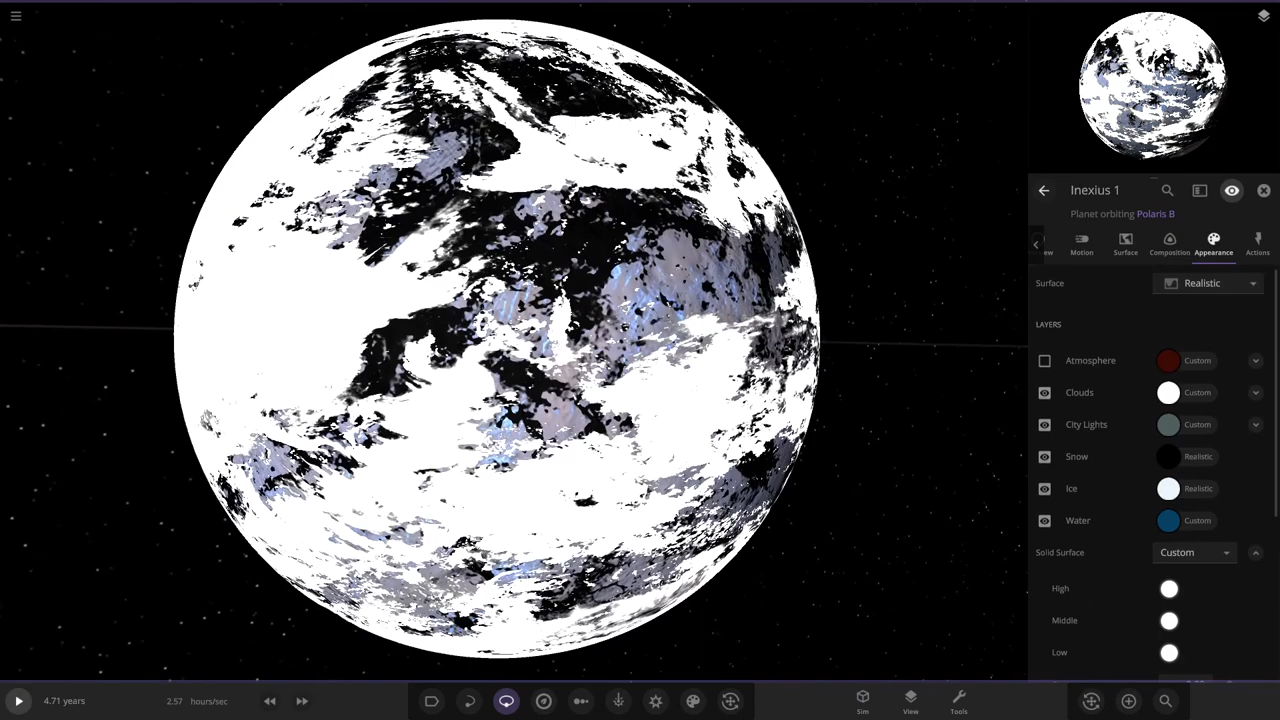 Inexius 1
Planet orbiting Polaris B
ew
Motion
Surface
Composition
Appearance
Actions
Surface
Realistic
LAYERS
Atmosphere
Custom
Clouds
Custom
City Lights
Custom
Snow
Realistic
Ice
Realistic
Water
Custom
Solid Surface
Custom
High
Middle
Low
4.71 years
2.57 hours/sec
Sim
View
Tools